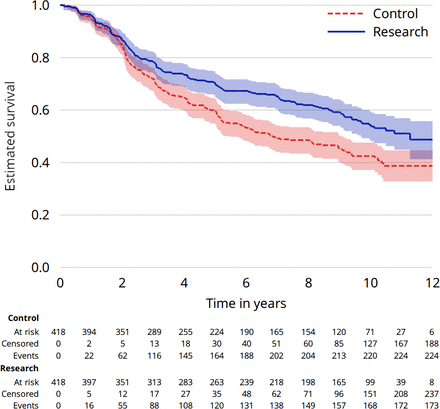 1.0
0.8
0.6
0.4
0.2
0.0
Estimated survival
Control
Research
0 2 4 6 8 10 12
Time in years
Control
At risk 418 394 351 289 255 224 190 165 154 120 71 27 6
Censored 0 2 5 13 18 30 40 51 60 85 127 167 188
Events 0 22 62 116 145 164 188 202 204 213 220 224 224
Research
At risk 418 397 351 313 283 263 239 218 198 165 99 39 8
Censored 0 5 12 17 27 35 48 62 71 96 151 208 237
Events 0 16 55 88 108 120 131 138 149 157 168 172 173